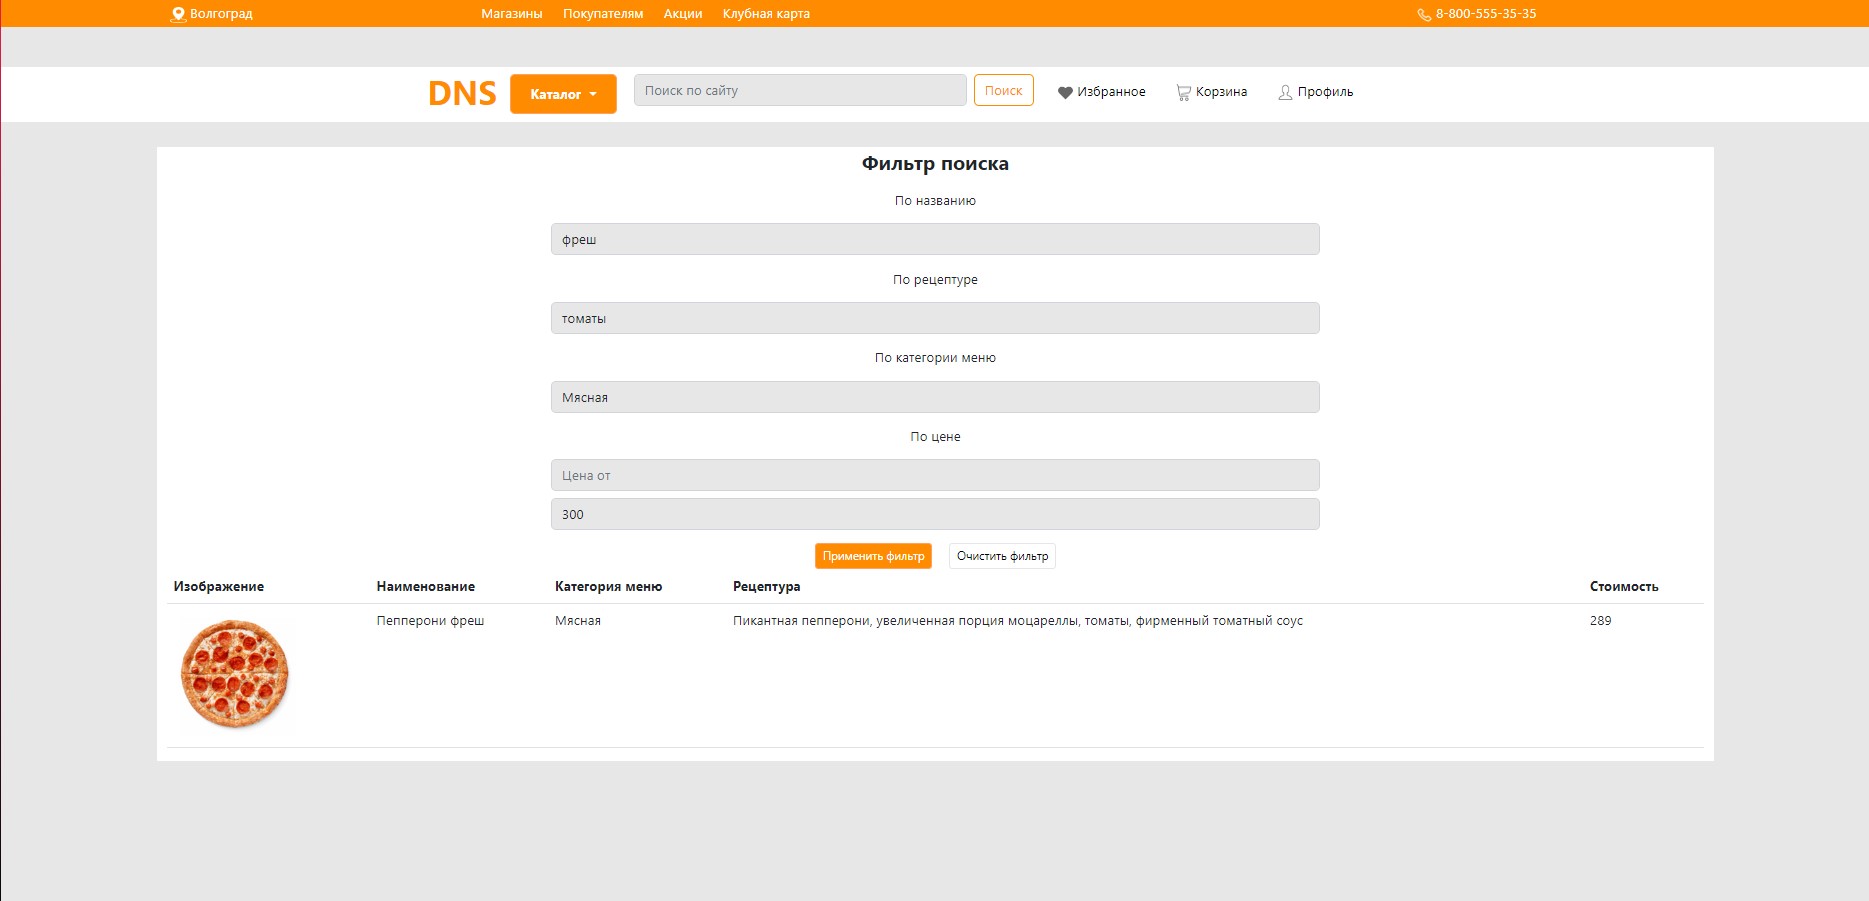 Волгоград Магазины Покупателям Акции Клубная карта 8-800-555-35-35
DNS Каталог Поиск по сайту Поиск Избранное Корзина Профиль
Фильтр поиска
По названию
фреш
По рецептуре
томаты
По категории меню
Мясная
По цене
Цена от
300
Применить фильтр Очистить фильтр
Изображение Наименование Категория меню Рецептура Стоимость
Пепперони фреш Мясная Пикантная пепперони, увеличенная порция моцареллы, томаты, фирменный томатный соус 289